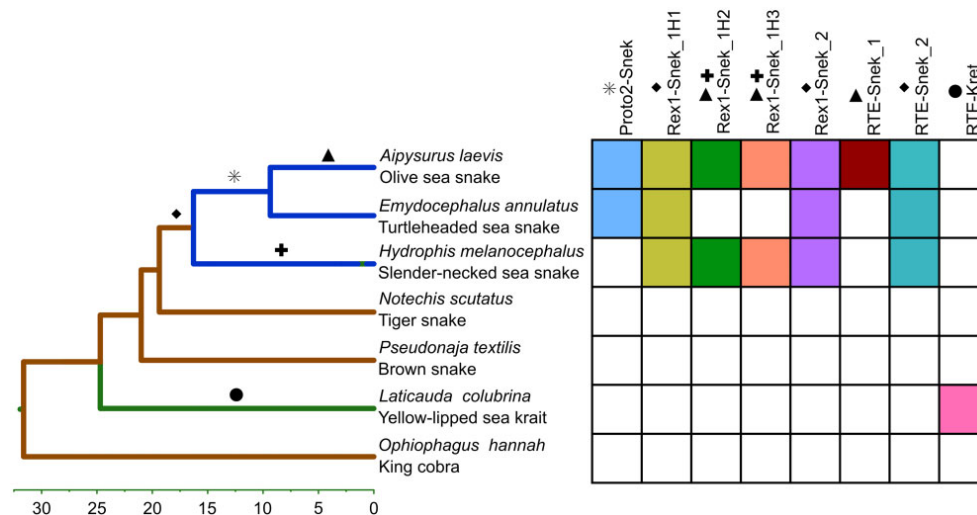 Proto2-Snek
Rex1-Snek_1H1
Rex1-Snek_1H2
Rex1-Snek_1H3
Rex1-Snek_2
RTE-Snek_1
RTE-Snek_2
RTE-Kret
Aipysurus laevis
Olive sea snake
Emydocephalus annulatus
Turtleheaded sea snake
Hydrophis melanocephalus
Slender-necked sea snake
Notechis scutatus
Tiger snake
Pseudonaja textilis
Brown snake
Laticauda colubrina
Yellow-lipped sea krait
Ophiophagus hannah
King cobra
30 25 20 15 10 5 0